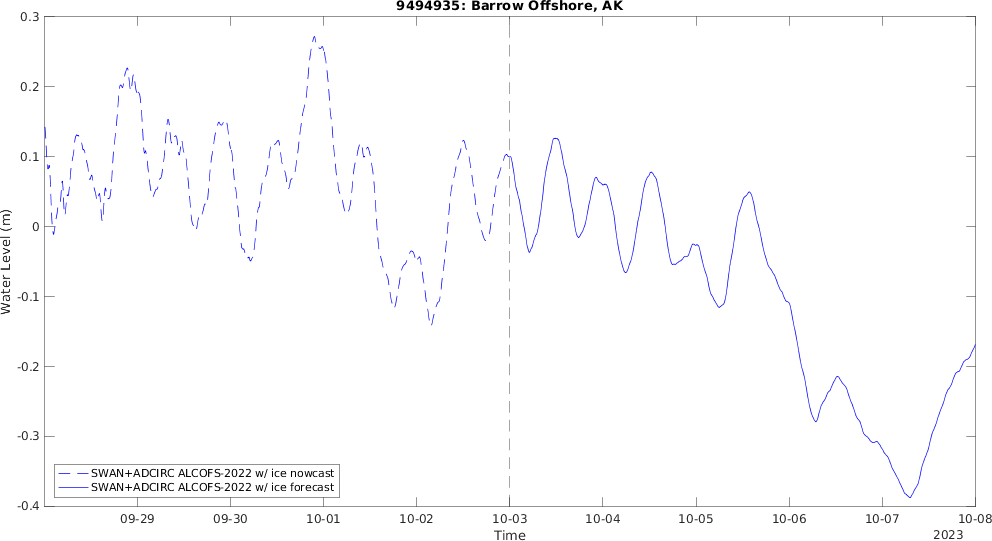 9494935: Barrow Offshore, AK
0.3
0.2
0.1
0
-0.1
-0.2
-0.3
-0.4
Water Level (m)
SWAN+ADCIRC ALCOFS-2022 w/ ice nowcast
SWAN+ADCIRC ALCOFS-2022 w/ ice forecast
09-29 09-30 10-01 10-02 10-03 10-04 10-05 10-06 10-07 10-08
Time
2023